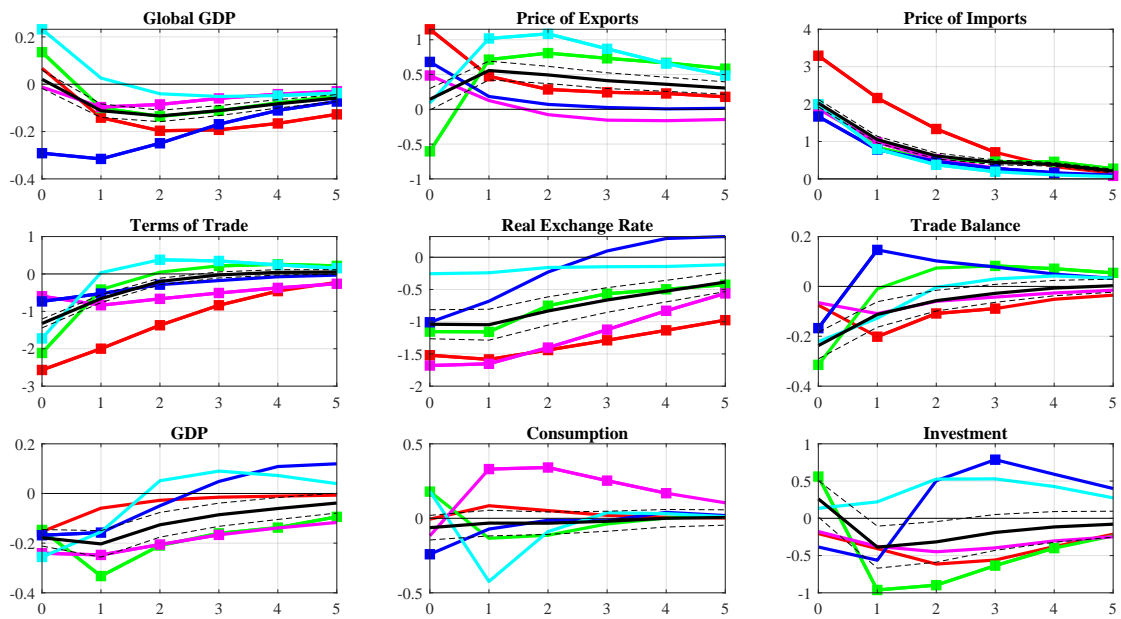 Global GDP
0.2
0
-0.2
-0.4
0 1 2 3 4 5
Price of Exports
1
0.5
0
-0.5
-1
0 1 2 3 4 5
Price of Imports
4
3
2
1
0
0 1 2 3 4 5
Terms of Trade
1
0
-1
-2
-3
0 1 2 3 4 5
Real Exchange Rate
0
-0.5
-1
-1.5
-2
0 1 2 3 4 5
Trade Balance
0.2
0
-0.2
-0.4
0 1 2 3 4 5
GDP
0.2
0
-0.2
-0.4
0 1 2 3 4 5
Consumption
0.5
0
-0.5
0 1 2 3 4 5
Investment
1
0.5
0
-0.5
-1
0 1 2 3 4 5